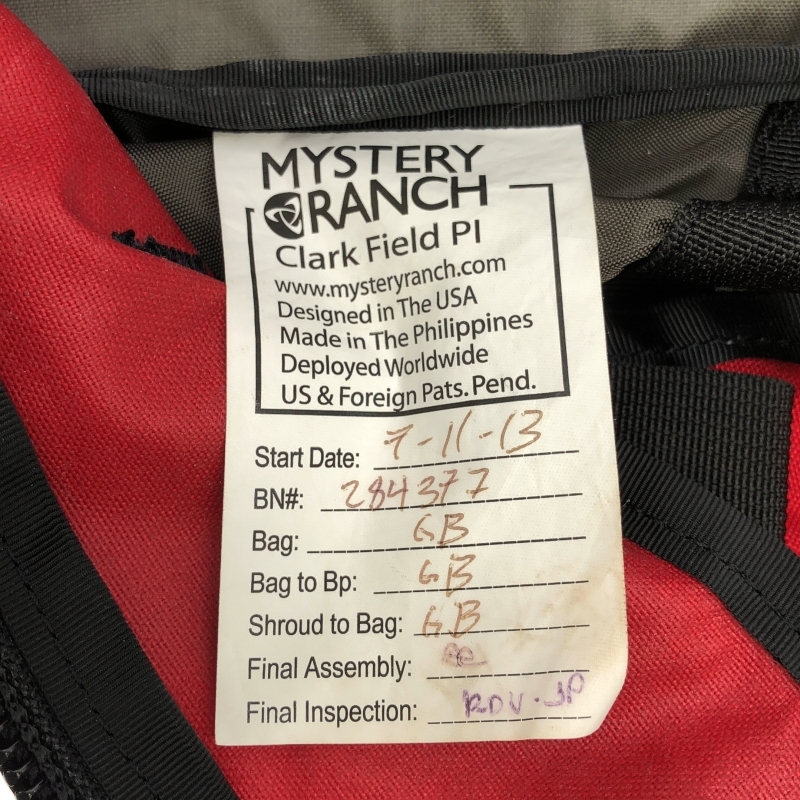 MYSTERY
RANCH
Clark Field PI
www.mysteryranch.com
Designed in The USA
Made in The Philippines
Deployed Worldwide
US & Foreign Pats. Pend.
Start Date: 7-11-13
BN#: 284377
Bag: GB
Bag to Bp: GB
Shroud to Bag: GB
Final Assembly:
Final Inspection: RDV-JP